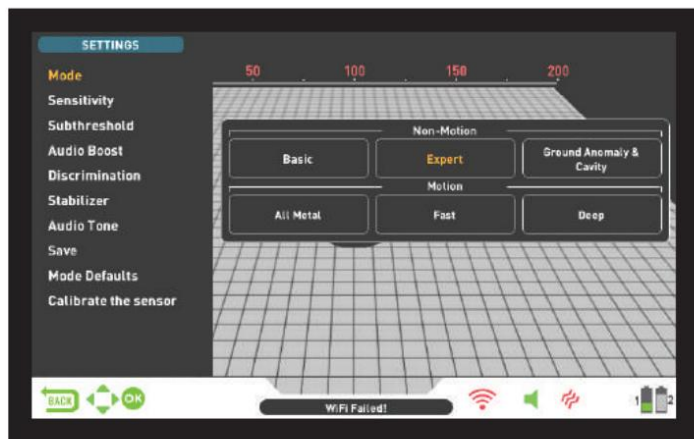 SETTINGS
Mode
Sensitivity
Subthreshold
Audio Boost
Discrimination
Stabilizer
Audio Tone
Save
Mode Defaults
Calibrate the sensor
50 100 150 200
Non-Motion
Basic Expert Ground Anomaly &
Cavity
Motion
All Metal Fast Deep
BACK OK
WiFi Failed!
1 2